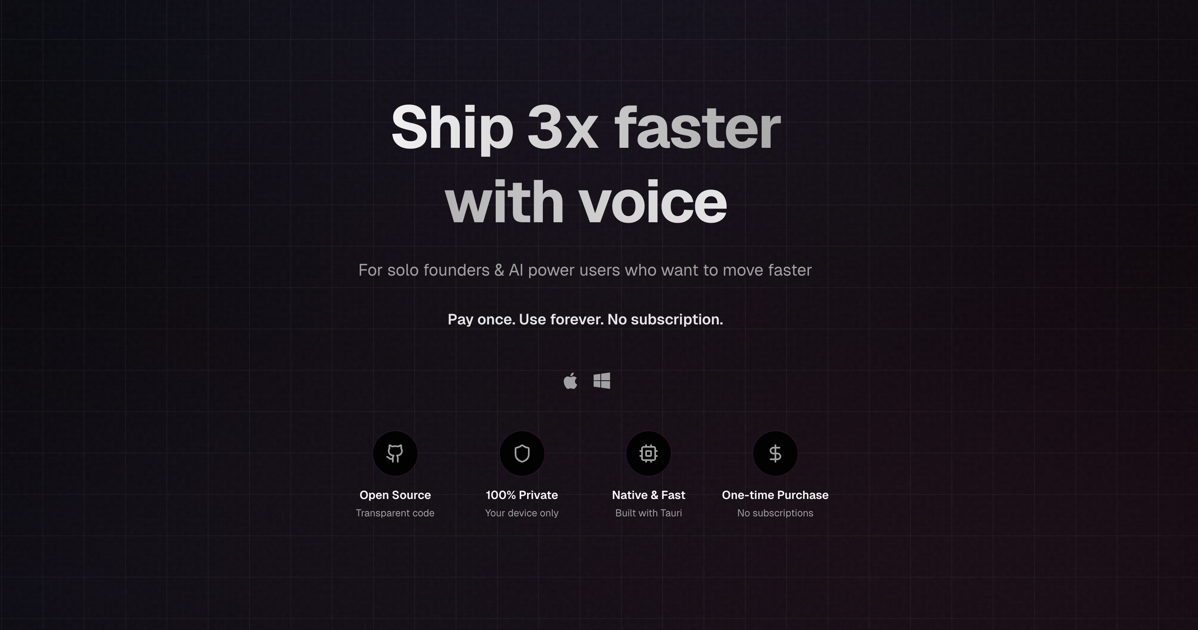 Ship 3x faster
with voice
For solo founders & AI power users who want to move faster
Pay once. Use forever. No subscription.
Open Source
Transparent code
100% Private
Your device only
Native & Fast
Built with Tauri
One-time Purchase
No subscriptions